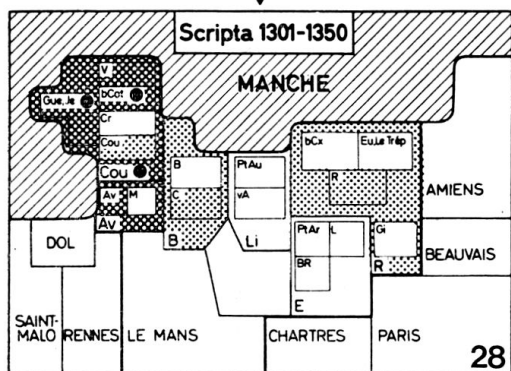 Scripta 1301-1350
MANCHE
V
bCot
Gue, Je
Cr
Cou
Cou
Av
M
Av
B
C
B
PtAu
vA
Li
bCx
Eu, Le Trép
R
PtAr
L
BR
E
Gi
R
AMIENS
BEAUVAIS
DOL
SAINT-
MALO
RENNES
LE MANS
CHARTRES
PARIS
28